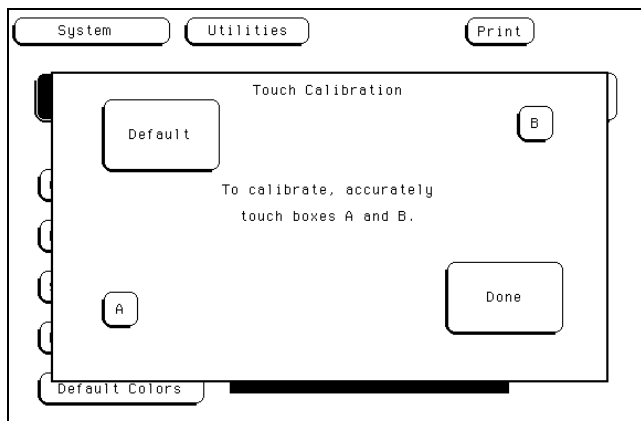 System Utilities Print
Touch Calibration
Default
B
To calibrate, accurately
touch boxes A and B.
A
Done
Default Colors